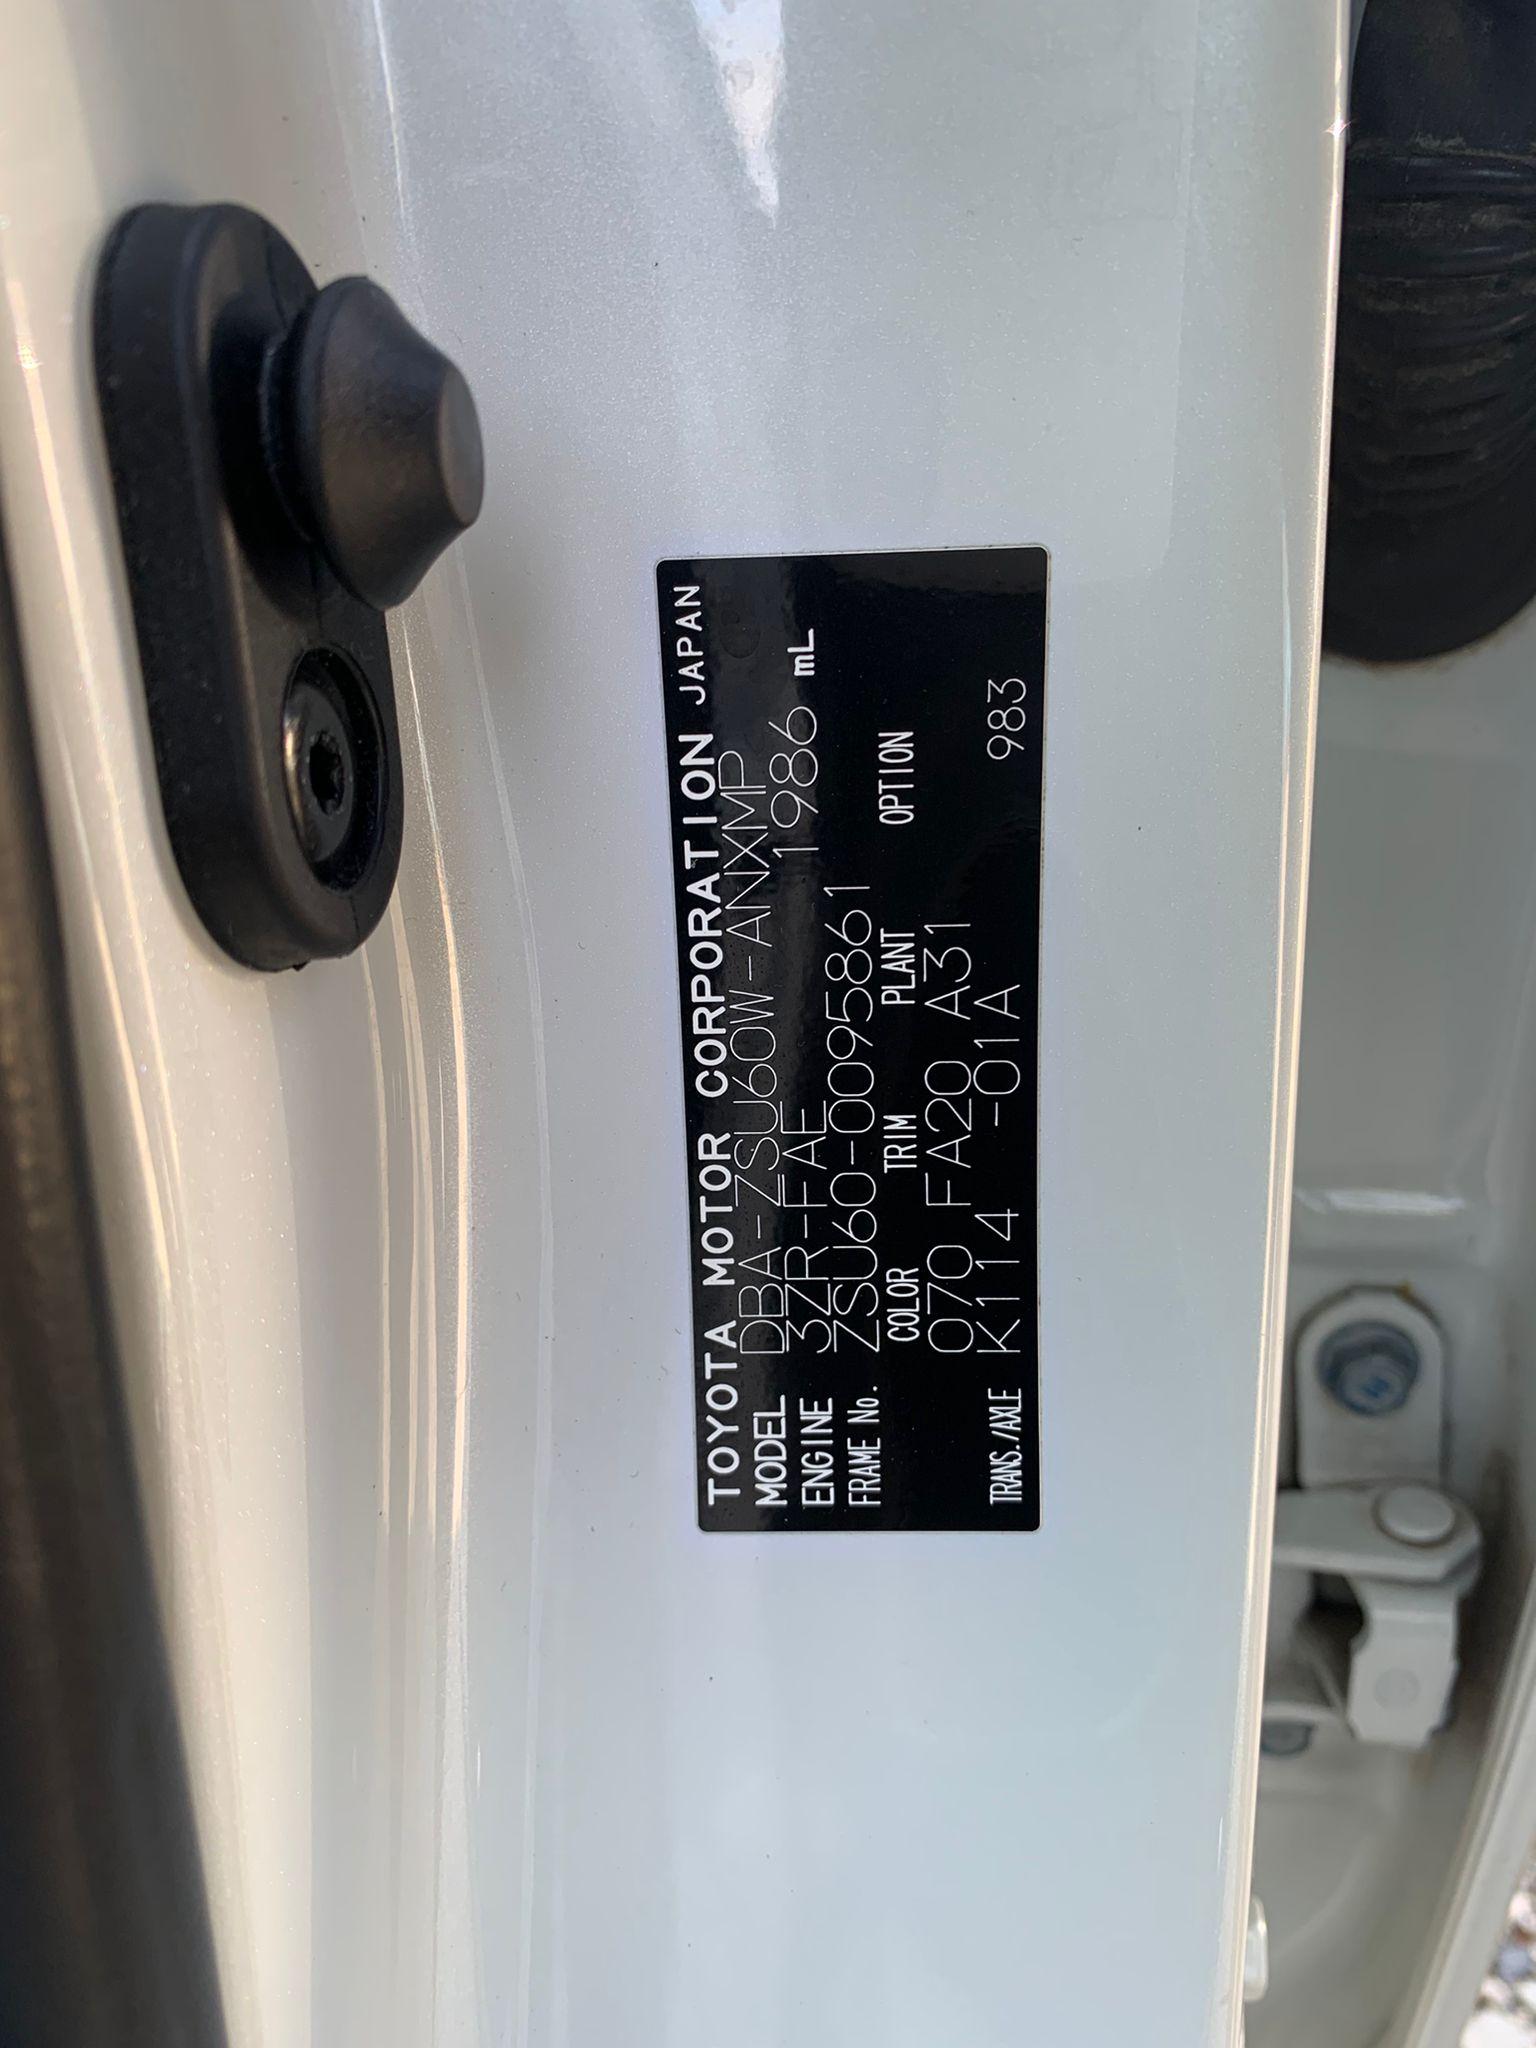 TOYOTA MOTOR CORPORATION JAPAN
MODEL DBA-ZSU60W-ANXMP
ENGINE 3ZR-FAE 1986 mL
FRAME No. ZSU60-0095861
COLOR TRIM PLANT OPTION
070 FA20 A31
TRANS./AXLE K114 -01A 983